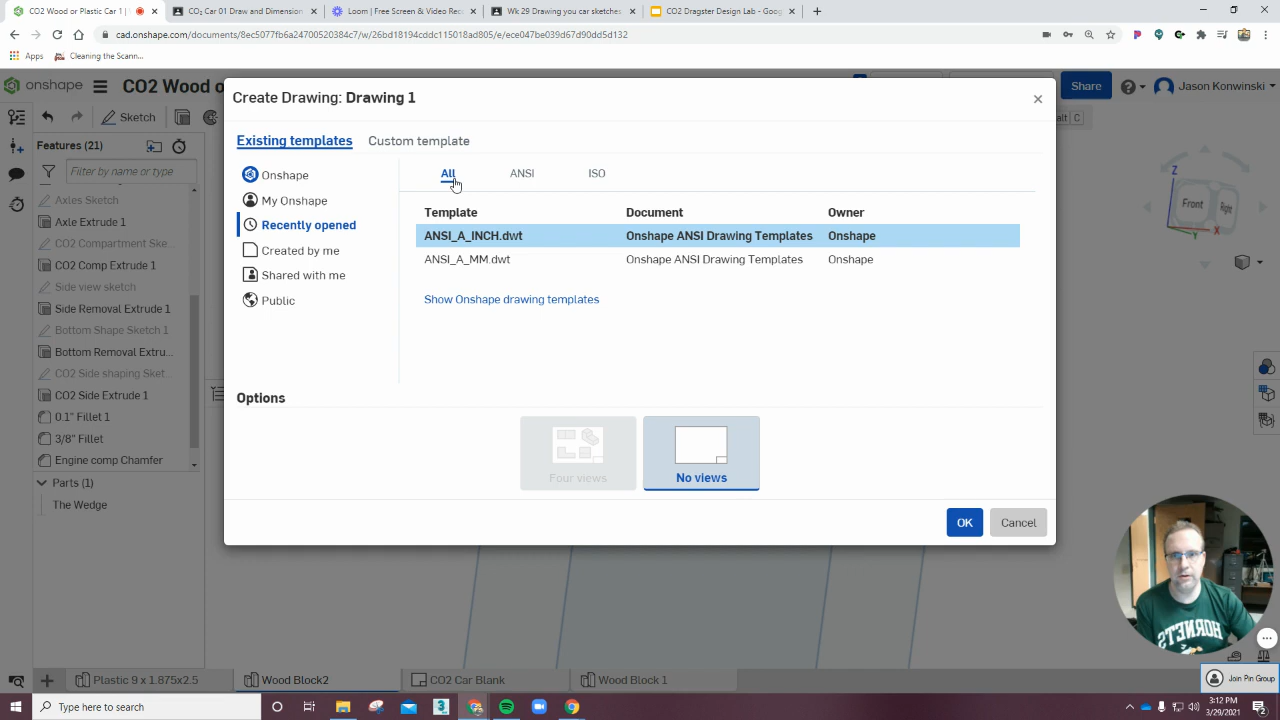 CO2 Wood or Plastic Car 1 |
CO₂ Car 01 Draw and Dimension
Loom | Free Screen & Video Rec
Wk 29 Drawing you car sketches
CO2 Dragster Design Lab - Goog
cad.onshape.com/documents/8ec5077fb6a24700520384c7/w/26bd18194cddc115018ad805/e/ece047be039d67d90dd5d132
Apps
Cleaning the Scann...
onshape
CO2 Wood o
Share
Jason Konwinski
Create Drawing: Drawing 1
Sketch
Existing templates
Custom template
Features (21)
Filter by name or type
Axles Sketch
Axle Extrude 1
CO2 Compartment Ske...
CO2 Comp Extrude 1
Side view sketch
Side Removal Extrude 1
Bottom Shape Sketch 1
Bottom Removal Extru...
CO2 Side shaping Sket...
CO2 Side Extrude 1
0.1" Fillet 1
3/8" Fillet
Engine comp Chamfer
Parts (1)
The Wedge
Onshape
My Onshape
Recently opened
Created by me
Shared with me
Public
All
ANSI
ISO
Template
Document
Owner
ANSI_A_INCH.dwt
Onshape ANSI Drawing Templates
Onshape
ANSI_A_MM.dwt
Onshape ANSI Drawing Templates
Onshape
Show Onshape drawing templates
Options
Four views
No views
OK
Cancel
Z
Front
Right
HORNETS
Join Pin Group
Plastic 9 x 1.875x2.5
Wood Block2
CO2 Car Blank
Wood Block 1
Type here to search
3:12 PM
3/29/2021
2